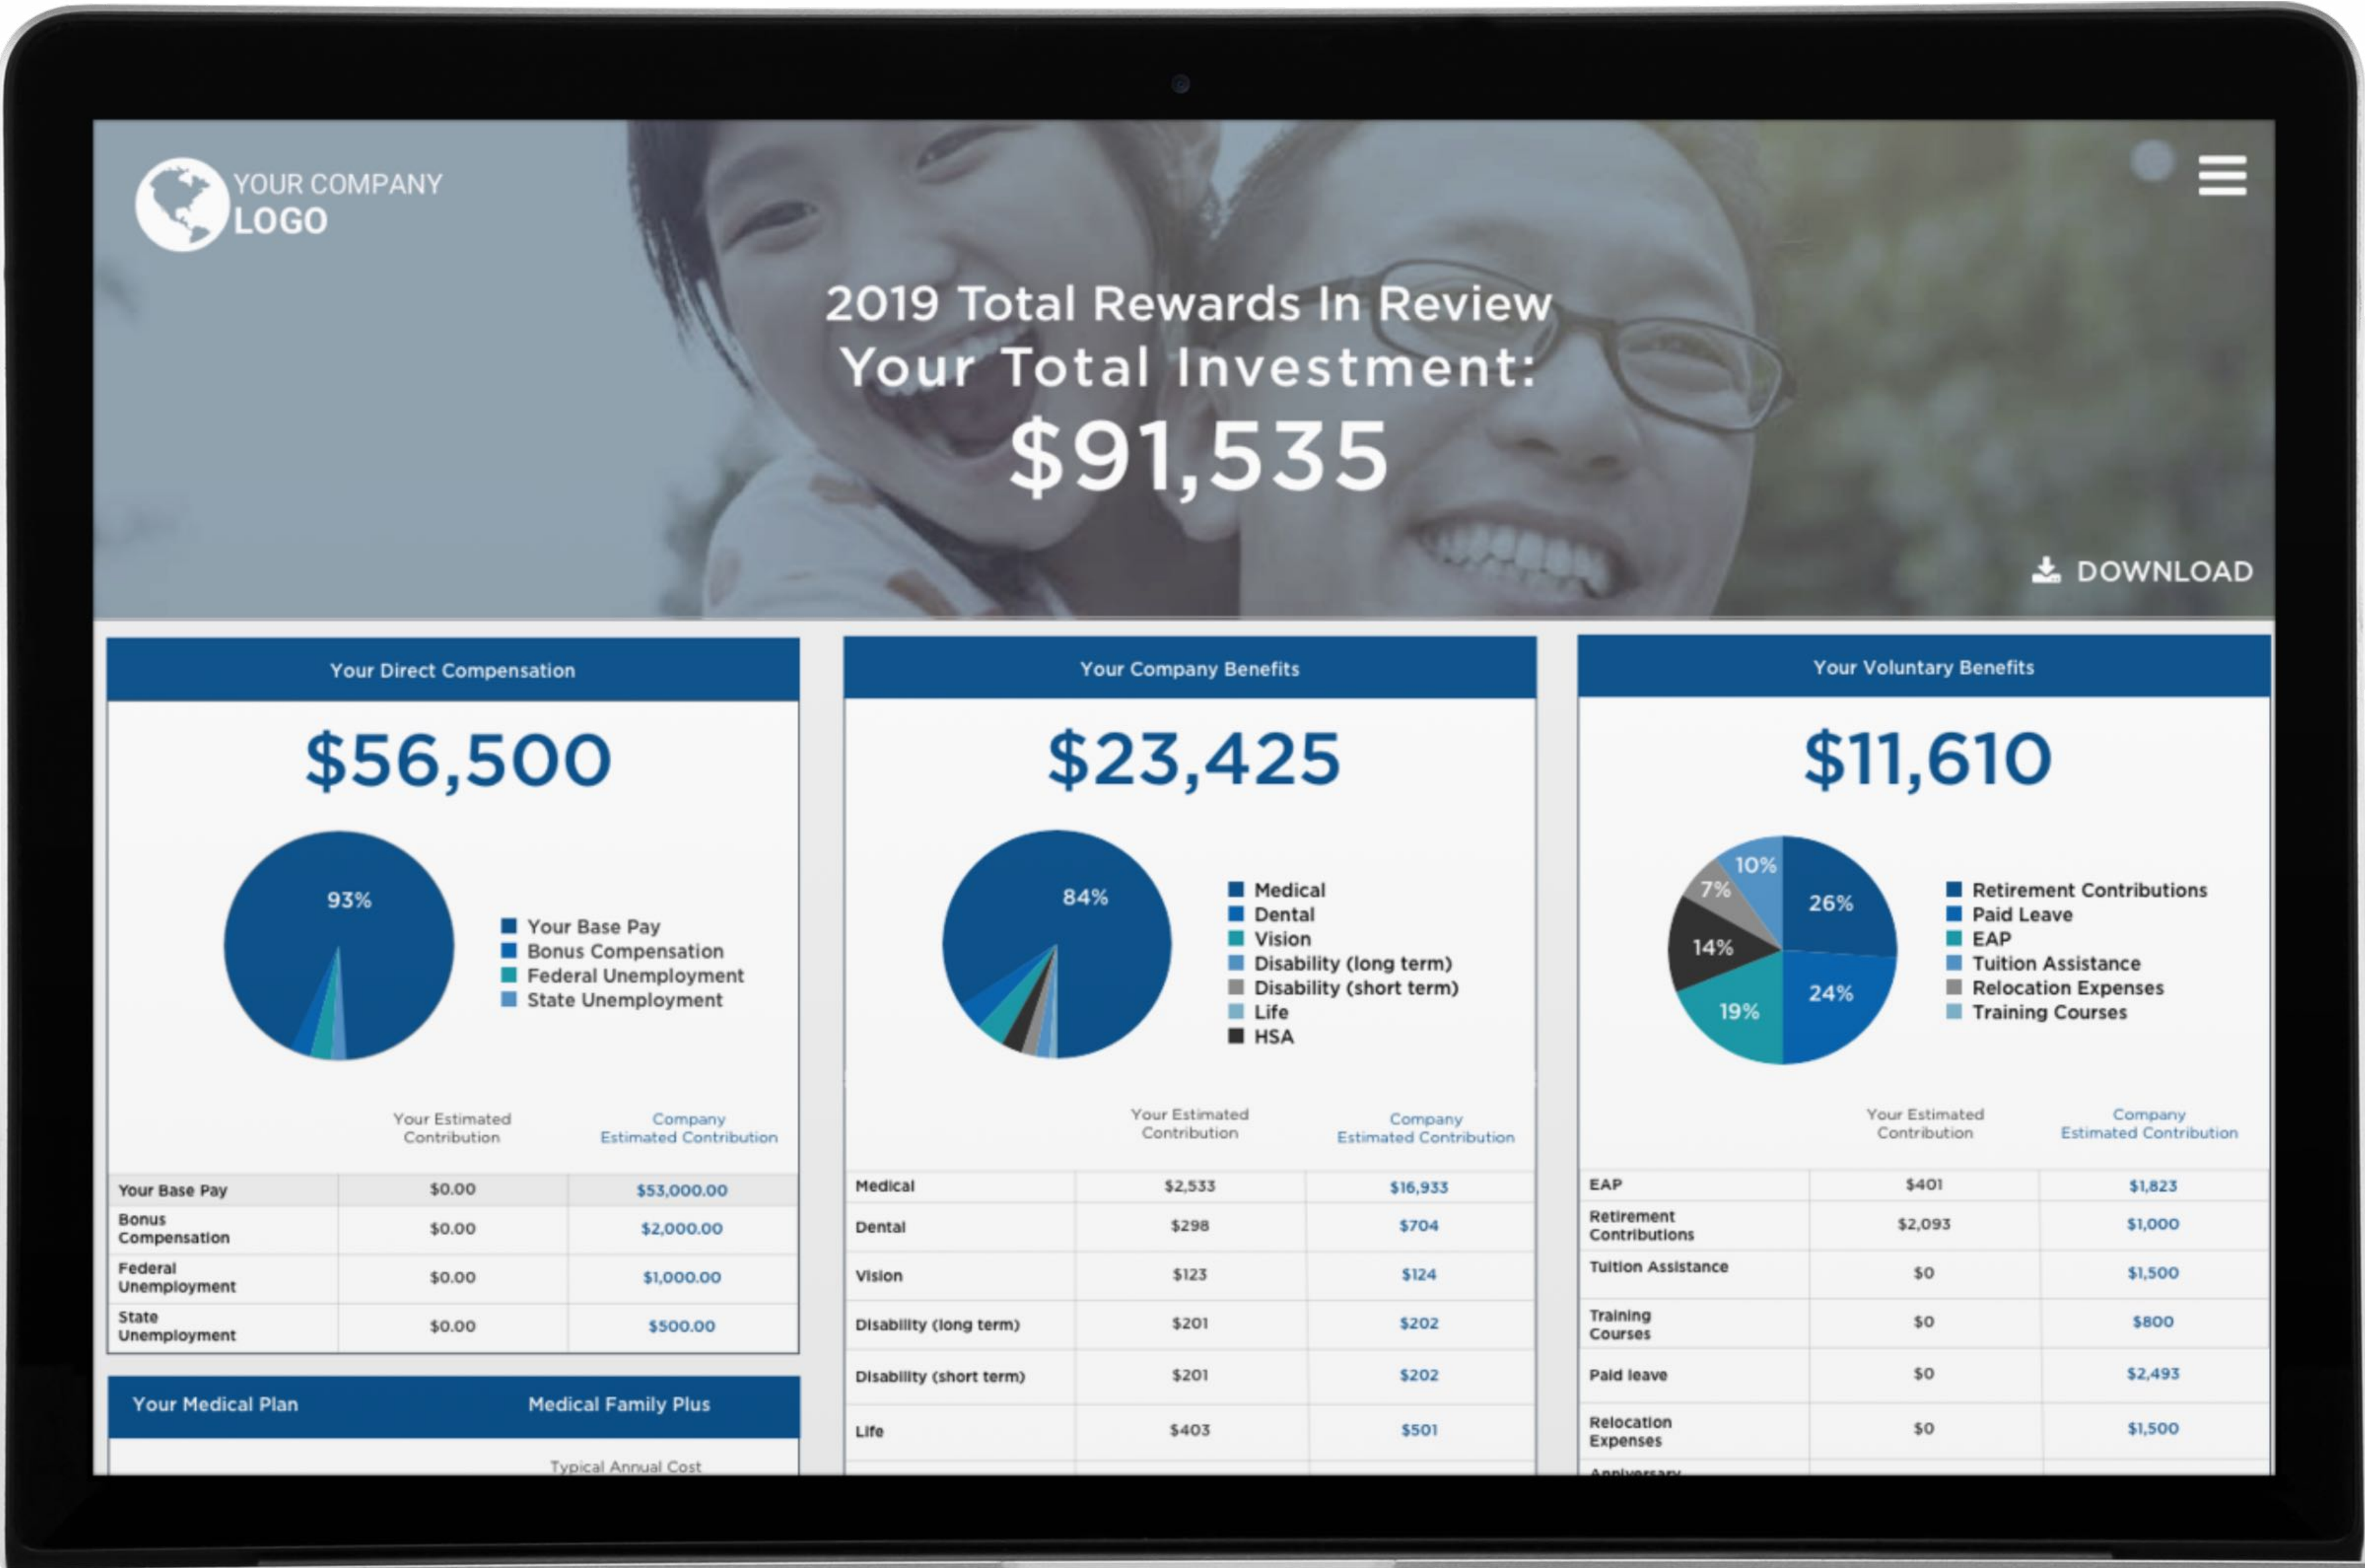 YOUR COMPANY
LOGO
2019 Total Rewards In Review
Your Total Investment:
$91,535
DOWNLOAD
Your Direct Compensation
$56,500
93%
Your Base Pay
Bonus Compensation
Federal Unemployment
State Unemployment
Your Estimated
Contribution
Company
Estimated Contribution
Your Base Pay $0.00 $53,000.00
Bonus
Compensation $0.00 $2,000.00
Federal
Unemployment $0.00 $1,000.00
State
Unemployment $0.00 $500.00
Your Medical Plan Medical Family Plus
Typical Annual Cost
Your Company Benefits
$23,425
84%
Medical
Dental
Vision
Disability (long term)
Disability (short term)
Life
HSA
Your Estimated
Contribution
Company
Estimated Contribution
Medical $2,533 $16,933
Dental $298 $704
Vision $123 $124
Disability (long term) $201 $202
Disability (short term) $201 $202
Life $403 $501
Your Voluntary Benefits
$11,610
10%
7%
26%
14%
24%
19%
Retirement Contributions
Paid Leave
EAP
Tuition Assistance
Relocation Expenses
Training Courses
Your Estimated
Contribution
Company
Estimated Contribution
EAP $401 $1,823
Retirement
Contributions $2,093 $1,000
Tuition Assistance $0 $1,500
Training
Courses $0 $800
Paid leave $0 $2,493
Relocation
Expenses $0 $1,500
Anniversary